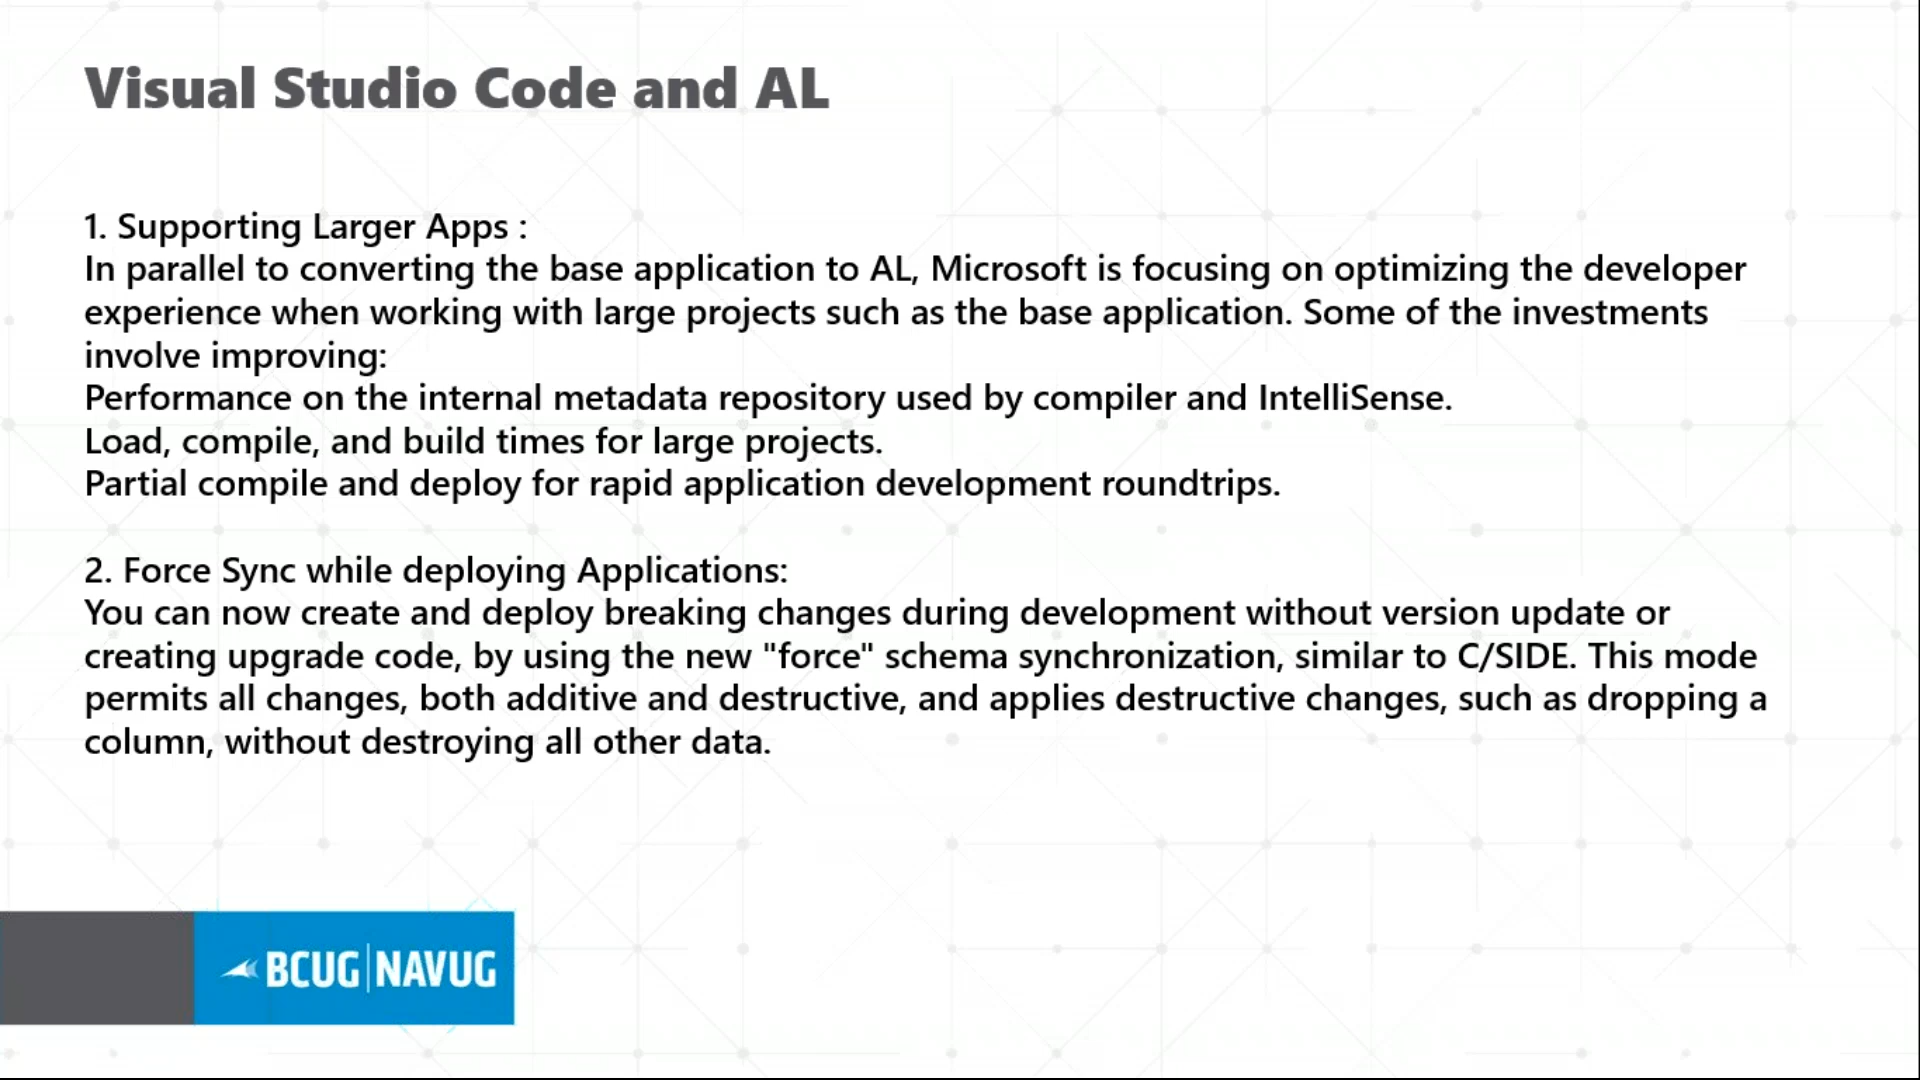 Visual Studio Code and AL
1. Supporting Larger Apps :
In parallel to converting the base application to AL, Microsoft is focusing on optimizing the developer
experience when working with large projects such as the base application. Some of the investments
involve improving:
Performance on the internal metadata repository used by compiler and IntelliSense.
Load, compile, and build times for large projects.
Partial compile and deploy for rapid application development roundtrips.
2. Force Sync while deploying Applications:
You can now create and deploy breaking changes during development without version update or
creating upgrade code, by using the new "force" schema synchronization, similar to C/SIDE. This mode
permits all changes, both additive and destructive, and applies destructive changes, such as dropping a
column, without destroying all other data.
BCUG|NAVUG